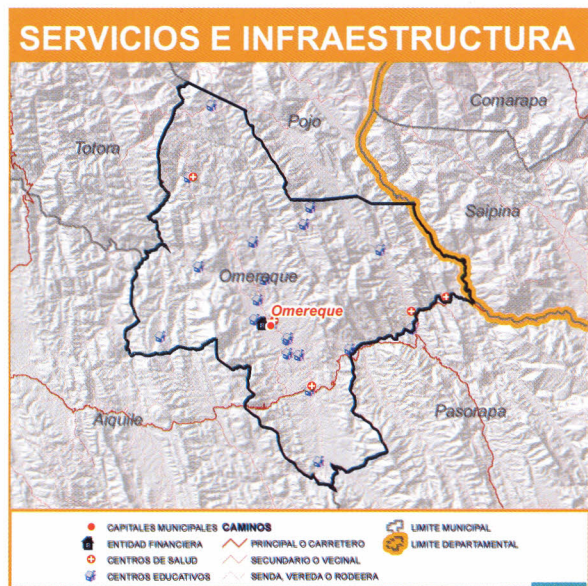 SERVICIOS E INFRAESTRUCTURA
Comarapa
Pojo
Totora
Saipina
Omereque
Omereque
Aiquile
Pasorapa
CAPITALES MUNICIPALES
ENTIDAD FINANCIERA
CENTROS DE SALUD
CENTROS EDUCATIVOS
CAMINOS
PRINCIPAL O CARRETERO
SECUNDARIO O VECINAL
SENDA, VEREDA O RODEERA
LIMITE MUNICIPAL
LIMITE DEPARTAMENTAL